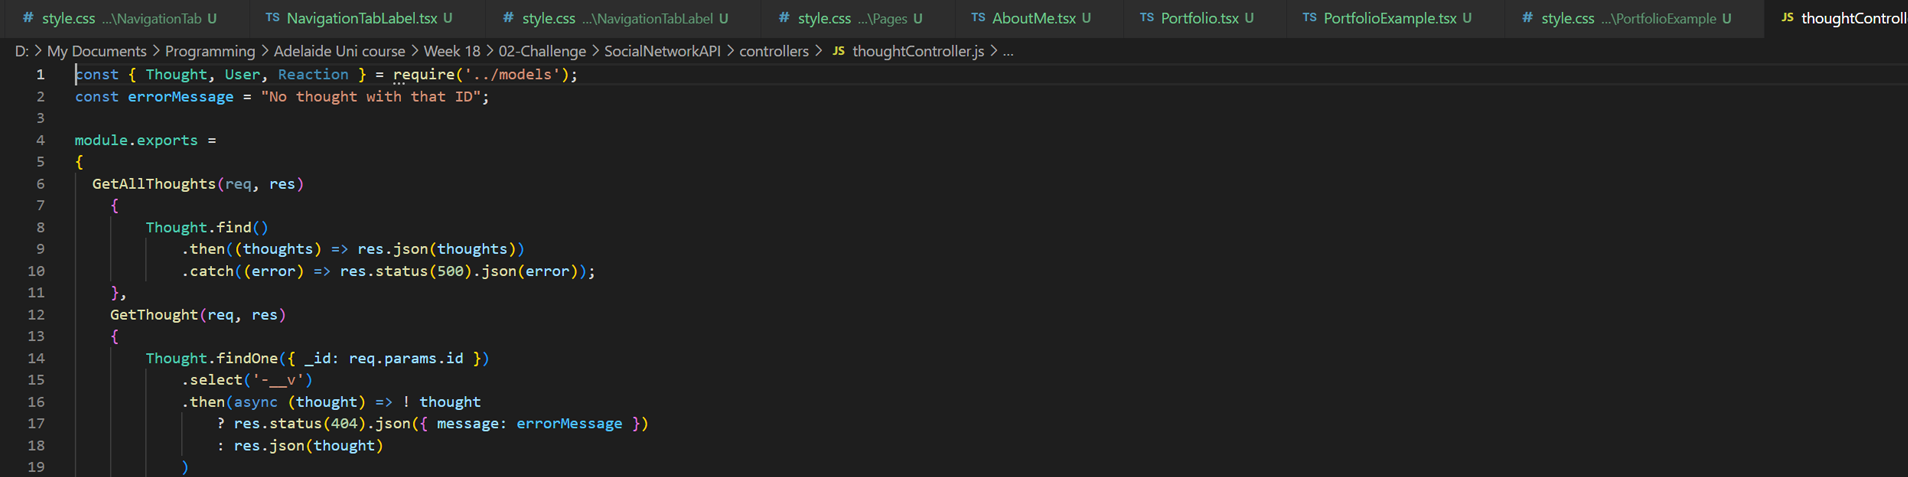 # style.css ...\NavigationTab U TS NavigationTabLabel.tsx U # style.css ...\NavigationTabLabel U # style.css ...\Pages U TS AboutMe.tsx U TS Portfolio.tsx U TS PortfolioExample.tsx U # style.css ...\PortfolioExample U JS thoughtControll
D: > My Documents > Programming > Adelaide Uni course > Week 18 > 02-Challenge > SocialNetworkAPI > controllers > JS thoughtController.js > ...
1 const { Thought, User, Reaction } = require('../models');
2 const errorMessage = "No thought with that ID";
3
4 module.exports =
5 {
6 GetAllThoughts(req, res)
7 {
8 Thought.find()
9 .then((thoughts) => res.json(thoughts))
10 .catch((error) => res.status(500).json(error));
11 },
12 GetThought(req, res)
13 {
14 Thought.findOne({ _id: req.params.id })
15 .select('-__v')
16 .then(async (thought) => ! thought
17 ? res.status(404).json({ message: errorMessage })
18 : res.json(thought)
19 )